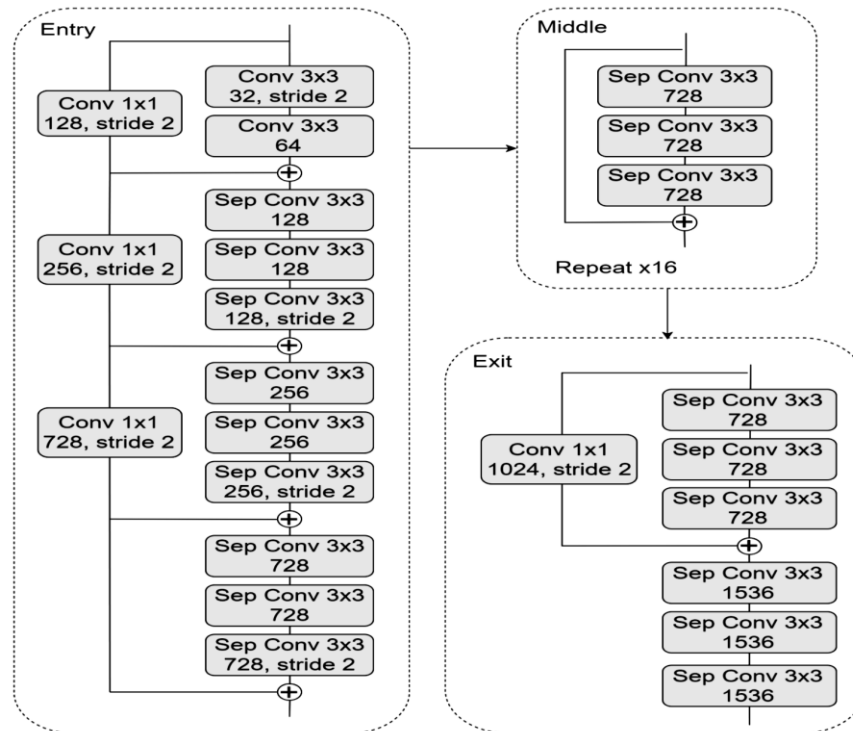 Entry
Conv 3x3
32, stride 2
Conv 1x1
128, stride 2
Conv 3x3
64
Sep Conv 3x3
128
Sep Conv 3x3
128
Conv 1x1
256, stride 2
Sep Conv 3x3
128, stride 2
Sep Conv 3x3
256
Sep Conv 3x3
256
Conv 1x1
728, stride 2
Sep Conv 3x3
256, stride 2
Sep Conv 3x3
728
Sep Conv 3x3
728
Sep Conv 3x3
728, stride 2
Middle
Sep Conv 3x3
728
Sep Conv 3x3
728
Sep Conv 3x3
728
Repeat x16
Exit
Sep Conv 3x3
728
Conv 1x1
1024, stride 2
Sep Conv 3x3
728
Sep Conv 3x3
728
Sep Conv 3x3
1536
Sep Conv 3x3
1536
Sep Conv 3x3
1536